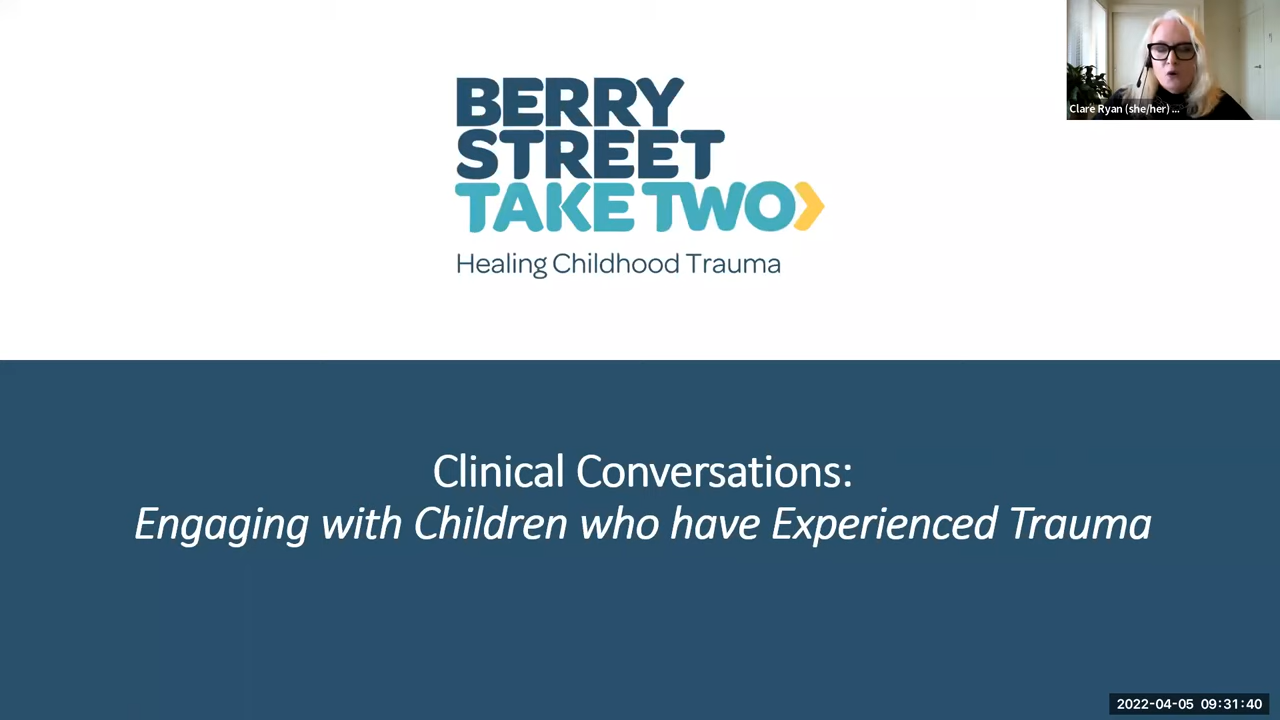 BERRY
STREET
TAKE TWO
Healing Childhood Trauma
Clare Ryan (she/her) ...
Clinical Conversations:
Engaging with Children who have Experienced Trauma
2022-04-05 09:31:40